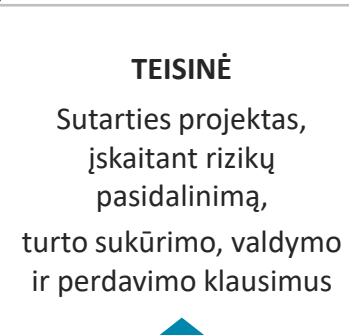 TEISINĖ
Sutarties projektas,
įskaitant rizikų
pasidalinimą,
turto sukūrimo, valdymo
ir perdavimo klausimus